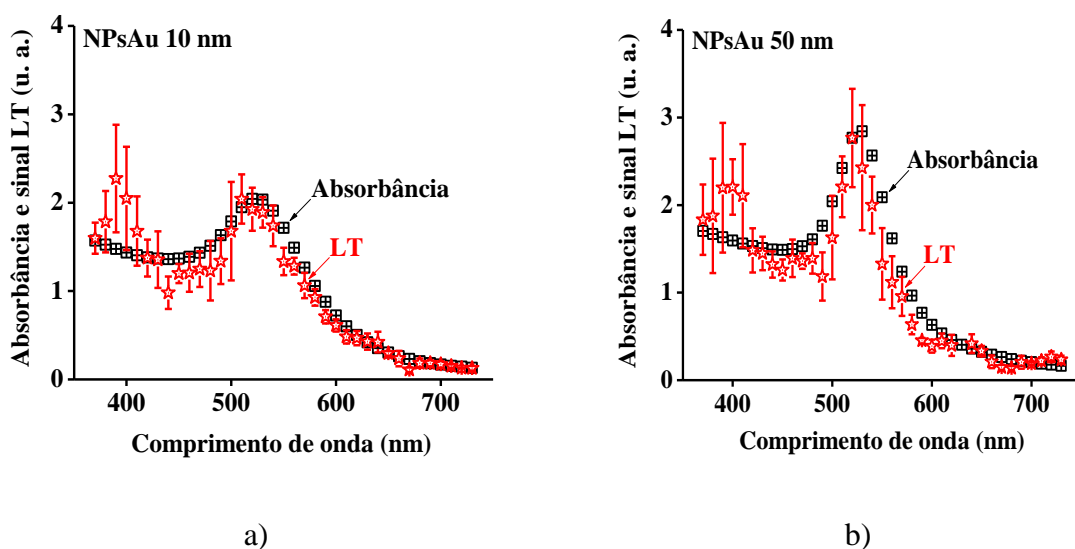 NPsAu 10 nm
Absorbância e sinal LT (u. a.)
4
3
2
1
0
Absorbância
LT
400
500
600
700
Comprimento de onda (nm)
a)
NPsAu 50 nm
Absorbância e sinal LT (u. a.)
4
3
2
1
0
Absorbância
LT
400
500
600
700
Comprimento de onda (nm)
b)